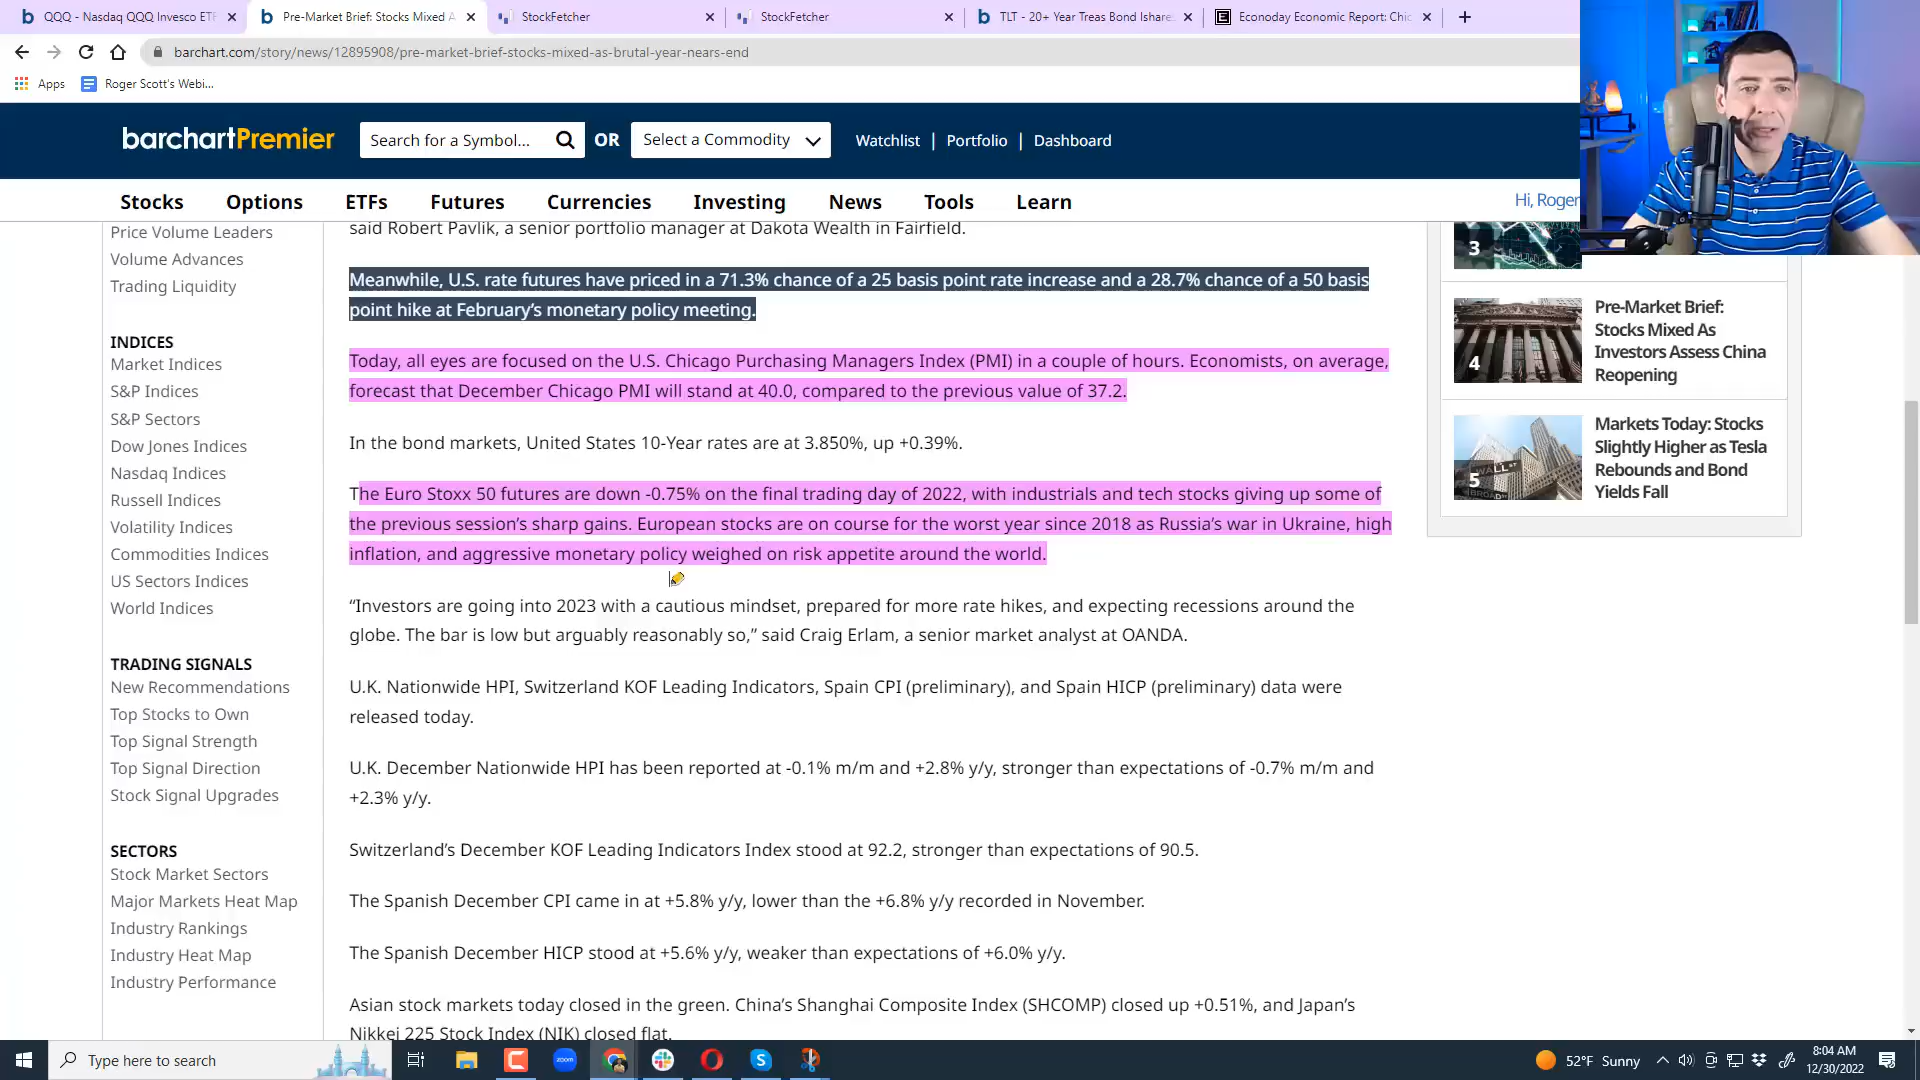 QQQ - Nasdaq QQQ Invesco ETF
Pre-Market Brief: Stocks Mixed A
StockFetcher
StockFetcher
TLT - 20+ Year Treas Bond Ishare
Econoday Economic Report: Chic
barchart.com/story/news/12895908/pre-market-brief-stocks-mixed-as-brutal-year-nears-end
Apps
Roger Scott's Webi...
barchartPremier
Search for a Symbol...
OR
Select a Commodity
Watchlist | Portfolio | Dashboard
Stocks
Options
ETFs
Futures
Currencies
Investing
News
Tools
Learn
Hi, Roger
Price Volume Leaders
Volume Advances
Trading Liquidity
INDICES
Market Indices
S&P Indices
S&P Sectors
Dow Jones Indices
Nasdaq Indices
Russell Indices
Volatility Indices
Commodities Indices
US Sectors Indices
World Indices
TRADING SIGNALS
New Recommendations
Top Stocks to Own
Top Signal Strength
Top Signal Direction
Stock Signal Upgrades
SECTORS
Stock Market Sectors
Major Markets Heat Map
Industry Rankings
Industry Heat Map
Industry Performance
said Robert Pavlik, a senior portfolio manager at Dakota Wealth in Fairfield.
Meanwhile, U.S. rate futures have priced in a 71.3% chance of a 25 basis point rate increase and a 28.7% chance of a 50 basis
point hike at February's monetary policy meeting.
Today, all eyes are focused on the U.S. Chicago Purchasing Managers Index (PMI) in a couple of hours. Economists, on average,
forecast that December Chicago PMI will stand at 40.0, compared to the previous value of 37.2.
In the bond markets, United States 10-Year rates are at 3.850%, up +0.39%.
The Euro Stoxx 50 futures are down -0.75% on the final trading day of 2022, with industrials and tech stocks giving up some of
the previous session's sharp gains. European stocks are on course for the worst year since 2018 as Russia's war in Ukraine, high
inflation, and aggressive monetary policy weighed on risk appetite around the world.
“Investors are going into 2023 with a cautious mindset, prepared for more rate hikes, and expecting recessions around the
globe. The bar is low but arguably reasonably so,” said Craig Erlam, a senior market analyst at OANDA.
U.K. Nationwide HPI, Switzerland KOF Leading Indicators, Spain CPI (preliminary), and Spain HICP (preliminary) data were
released today.
U.K. December Nationwide HPI has been reported at -0.1% m/m and +2.8% y/y, stronger than expectations of -0.7% m/m and
+2.3% y/y.
Switzerland's December KOF Leading Indicators Index stood at 92.2, stronger than expectations of 90.5.
The Spanish December CPI came in at +5.8% y/y, lower than the +6.8% y/y recorded in November.
The Spanish December HICP stood at +5.6% y/y, weaker than expectations of +6.0% y/y.
Asian stock markets today closed in the green. China's Shanghai Composite Index (SHCOMP) closed up +0.51%, and Japan's
Nikkei 225 Stock Index (NIK) closed flat.
3
4
Pre-Market Brief:
Stocks Mixed As
Investors Assess China
Reopening
WALL ST
5
Markets Today: Stocks
Slightly Higher as Tesla
Rebounds and Bond
Yields Fall
Type here to search
zoom
52°F Sunny
8:04 AM
12/30/2022